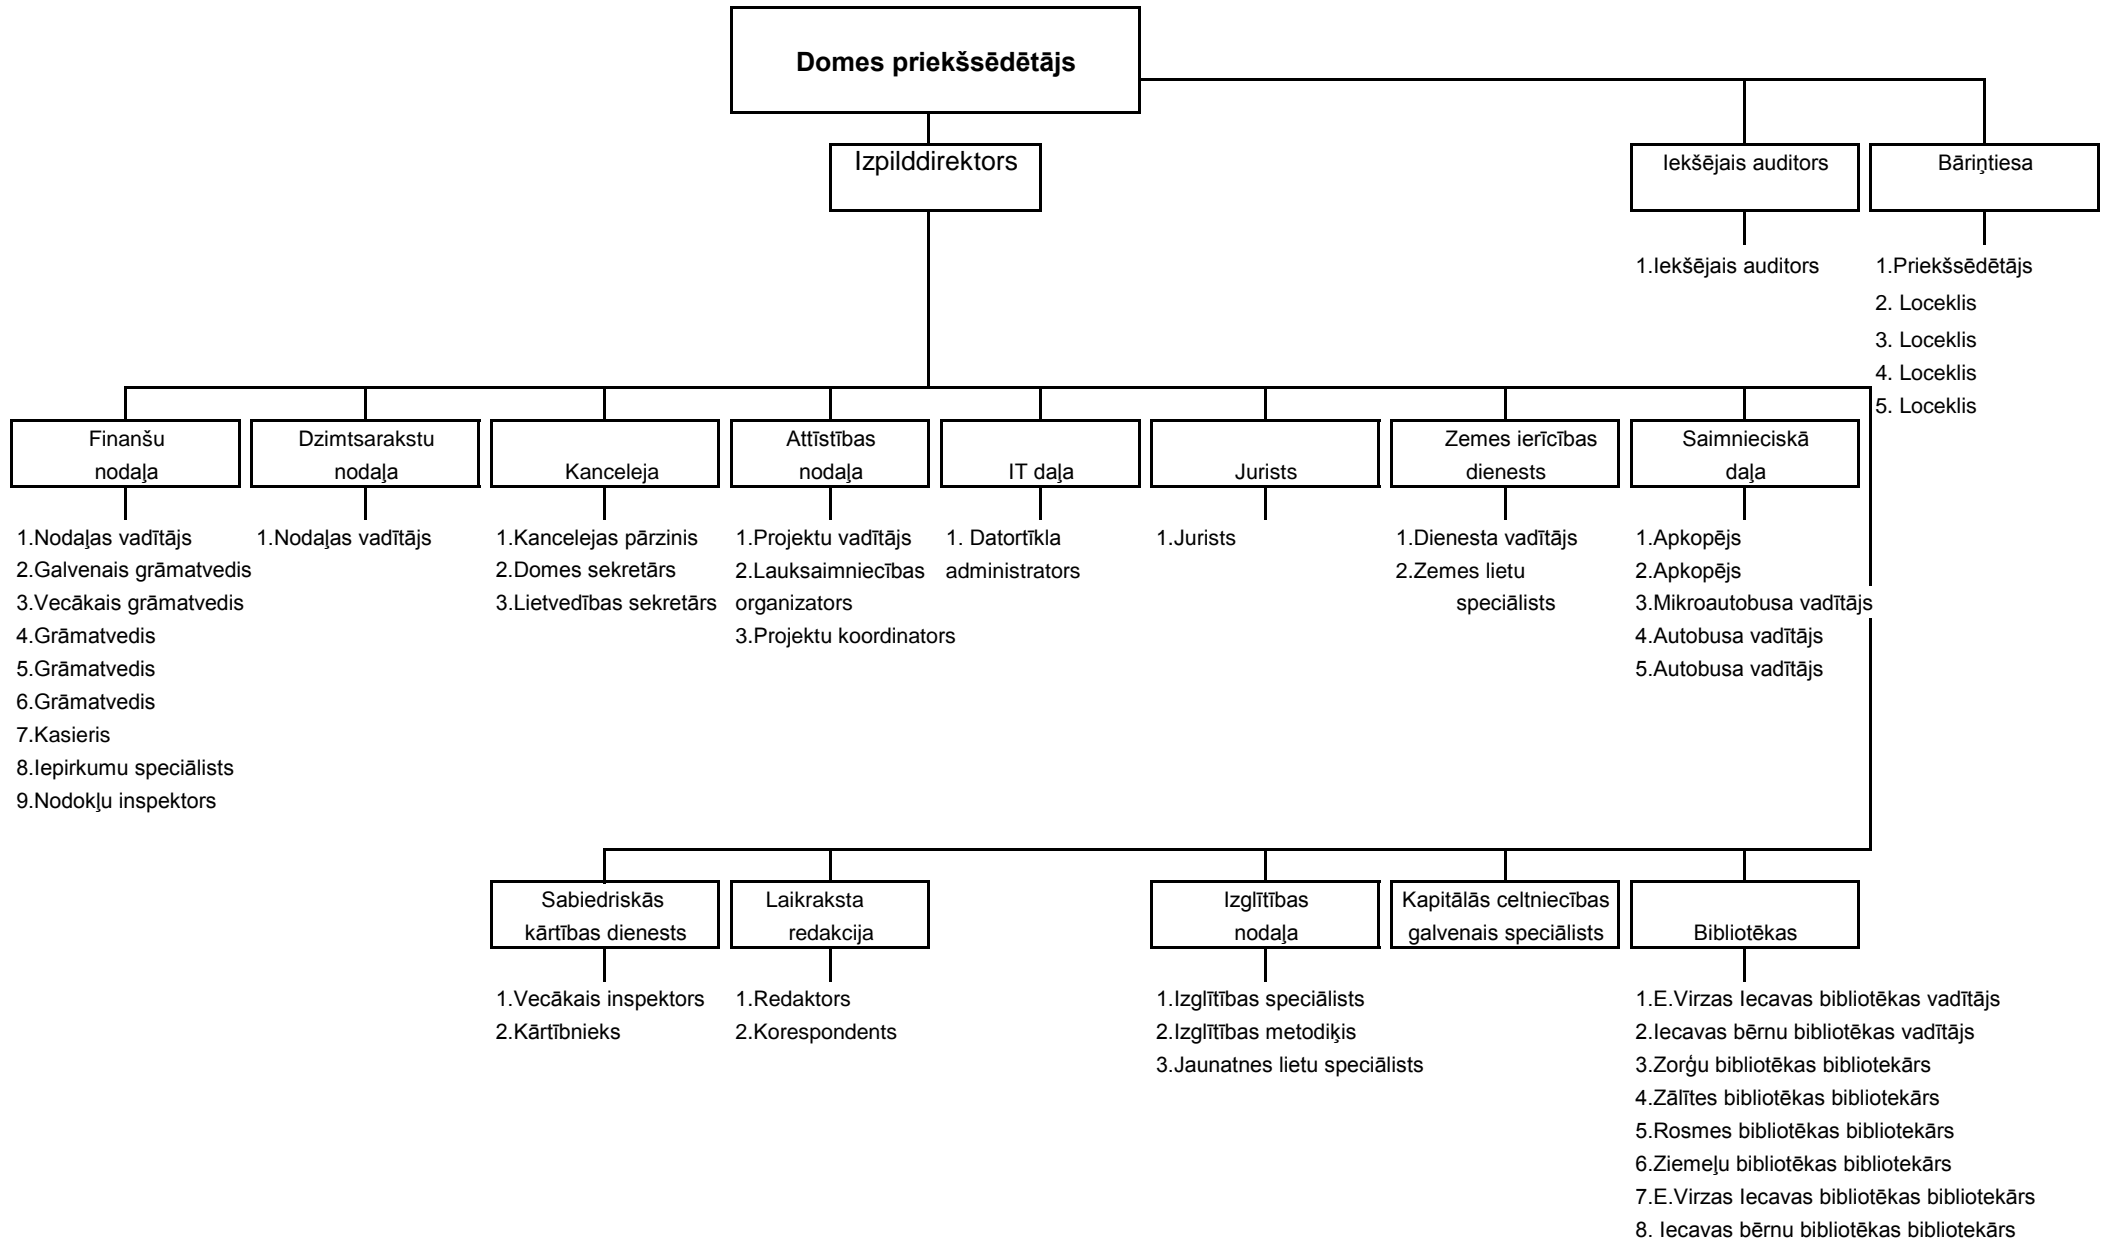 Domes priekšsēdētājs
Izpilddirektors
Iekšējais auditors
Bāriņtiesa
1.Iekšējais auditors
1.Priekšsēdētājs
2. Loceklis
3. Loceklis
4. Loceklis
5. Loceklis
Finanšu
nodaļa
1.Nodaļas vadītājs
2.Galvenais grāmatvedis
3.Vecākais grāmatvedis
4.Grāmatvedis
5.Grāmatvedis
6.Grāmatvedis
7.Kasieris
8.Iepirkumu speciālists
9.Nodokļu inspektors
Dzimtsarakstu
nodaļa
1.Nodaļas vadītājs
Kanceleja
1.Kancelejas pārzinis
2.Domes sekretārs
3.Lietvedības sekretārs
Attīstības
nodaļa
1.Projektu vadītājs
2.Lauksaimniecības
organizators
3.Projektu koordinators
IT daļa
1. Datortīkla
administrators
Jurists
1.Jurists
Zemes ierīcības
dienests
1.Dienesta vadītājs
2.Zemes lietu
speciālists
Saimnieciskā
daļa
1.Apkopējs
2.Apkopējs
3.Mikroautobusa vadītājs
4.Autobusa vadītājs
5.Autobusa vadītājs
Sabiedriskās
kārtības dienests
1.Vecākais inspektors
2.Kārtībnieks
Laikraksta
redakcija
1.Redaktors
2.Korespondents
Izglītības
nodaļa
1.Izglītības speciālists
2.Izglītības metodiķis
3.Jaunatnes lietu speciālists
Kapitālās celtniecības
galvenais speciālists
Bibliotēkas
1.E.Virzas Iecavas bibliotēkas vadītājs
2.Iecavas bērnu bibliotēkas vadītājs
3.Zorģu bibliotēkas bibliotekārs
4.Zālītes bibliotēkas bibliotekārs
5.Rosmes bibliotēkas bibliotekārs
6.Ziemeļu bibliotēkas bibliotekārs
7.E.Virzas Iecavas bibliotēkas bibliotekārs
8. Iecavas bērnu bibliotēkas bibliotekārs